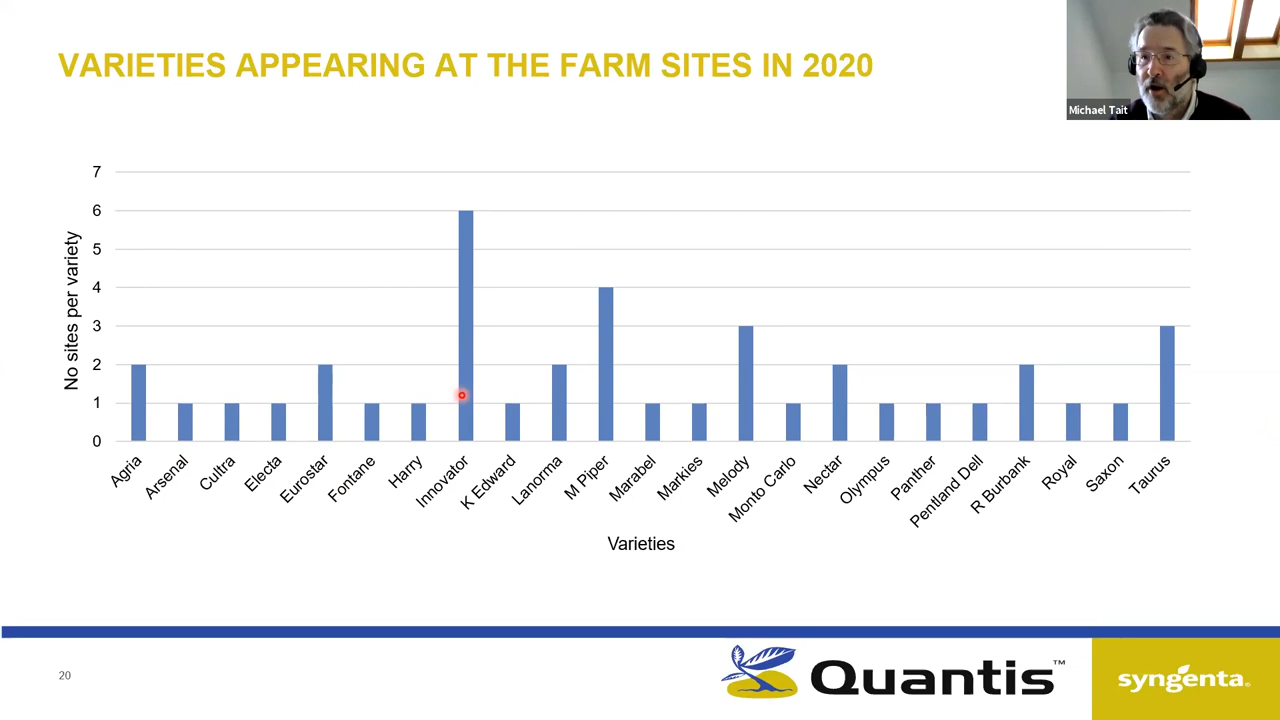 VARIETIES APPEARING AT THE FARM SITES IN 2020
Michael Tait
No sites per variety
7
6
5
4
3
2
1
0
Agria
Arsenal
Cultra
Electa
Eurostar
Fontane
Harry
Innovator
K Edward
Lanorma
M Piper
Marabel
Markies
Melody
Monto Carlo
Nectar
Olympus
Panther
Pentland Dell
R Burbank
Royal
Saxon
Taurus
Varieties
20
Quantis™
syngenta®